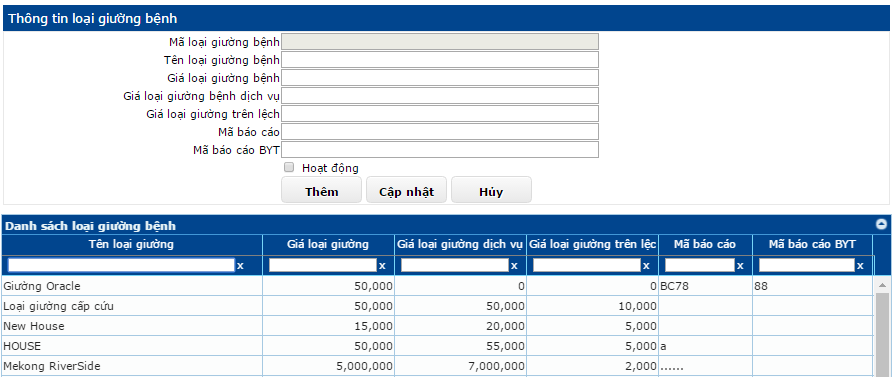 Thông tin loại giường bệnh
Mã loại giường bệnh
Tên loại giường bệnh
Giá loại giường bệnh
Giá loại giường bệnh dịch vụ
Giá loại giường trên lệch
Mã báo cáo
Mã báo cáo BYT
Hoạt động
Thêm Cập nhật Hủy
Danh sách loại giường bệnh
Tên loại giường Giá loại giường Giá loại giường dịch vụ Giá loại giường trên lệc Mã báo cáo Mã báo cáo BYT
x x x x x x
Giường Oracle 50,000 0 0 BC78 88
Loại giường cấp cứu 50,000 50,000 10,000
New House 15,000 20,000 5,000
HOUSE 50,000 55,000 5,000 a
Mekong RiverSide 5,000,000 7,000,000 2,000 ......